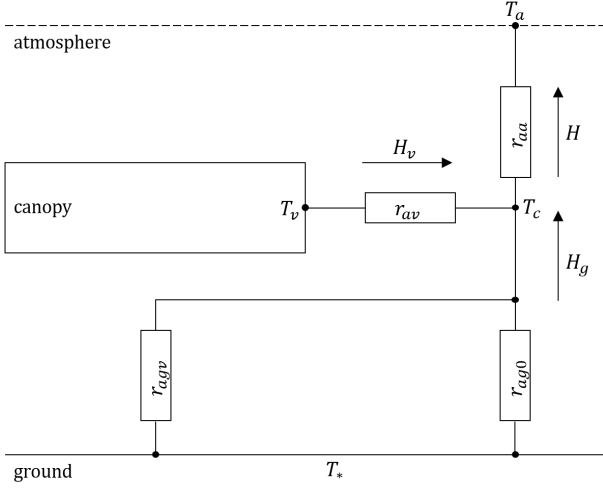 T_a
atmosphere
r_aa
H
H_v
canopy
T_v
r_av
T_c
H_g
r_agv
r_ag0
ground
T_*